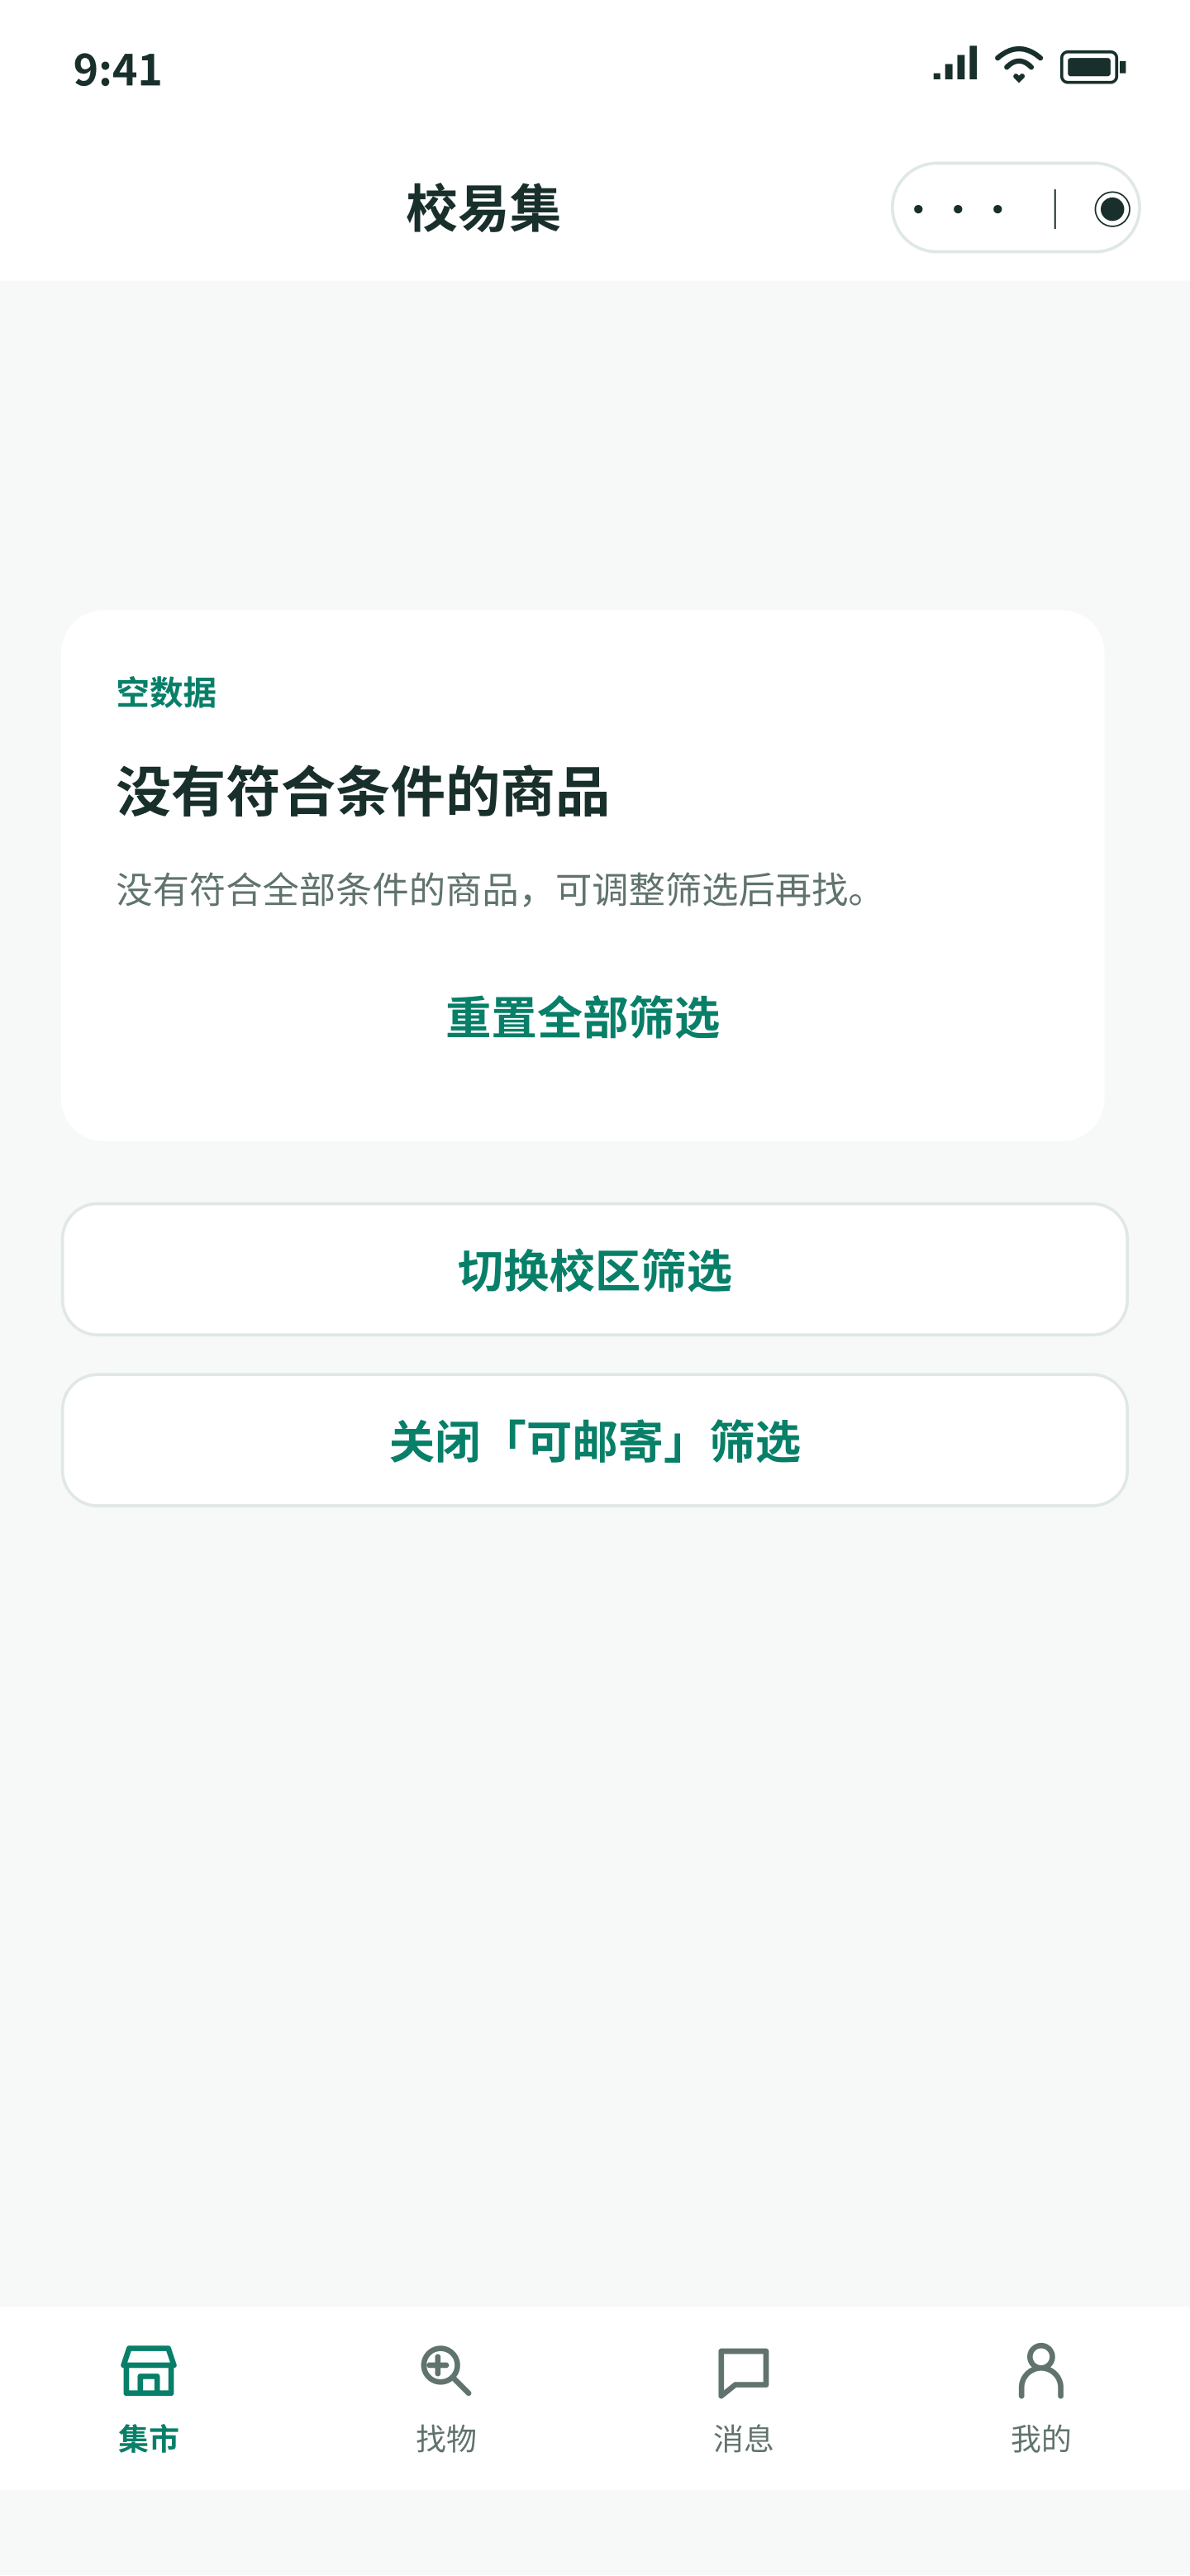 9:41
校易集
空数据
没有符合条件的商品
没有符合全部条件的商品，可调整筛选后再找。
重置全部筛选
切换校区筛选
关闭「可邮寄」筛选
集市
找物
消息
我的